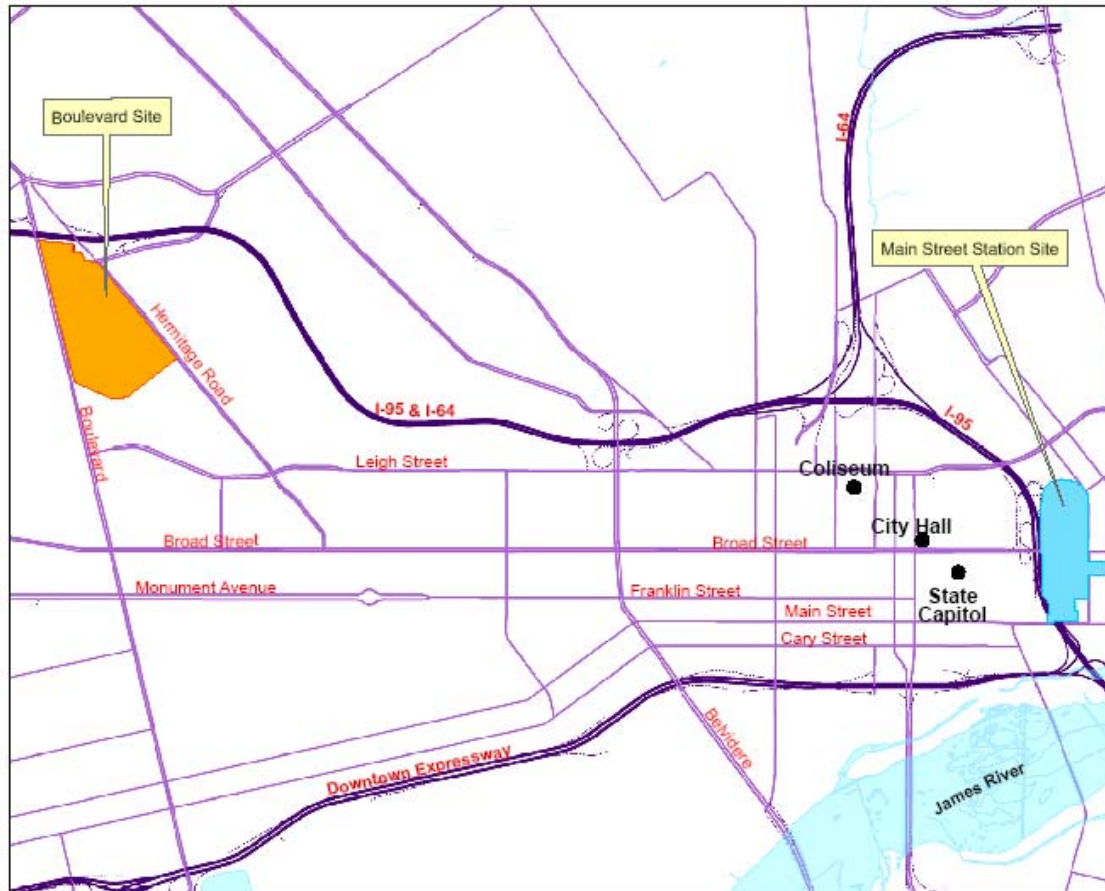 I-64
Boulevard Site
Main Street Station Site
Hermitage Road
Boulevard
I-95 & I-64
I-95
Leigh Street
Coliseum
City Hall
Broad Street
Broad Street
Monument Avenue
Franklin Street
State
Capitol
Main Street
Cary Street
Belvidere
Downtown Expressway
James River